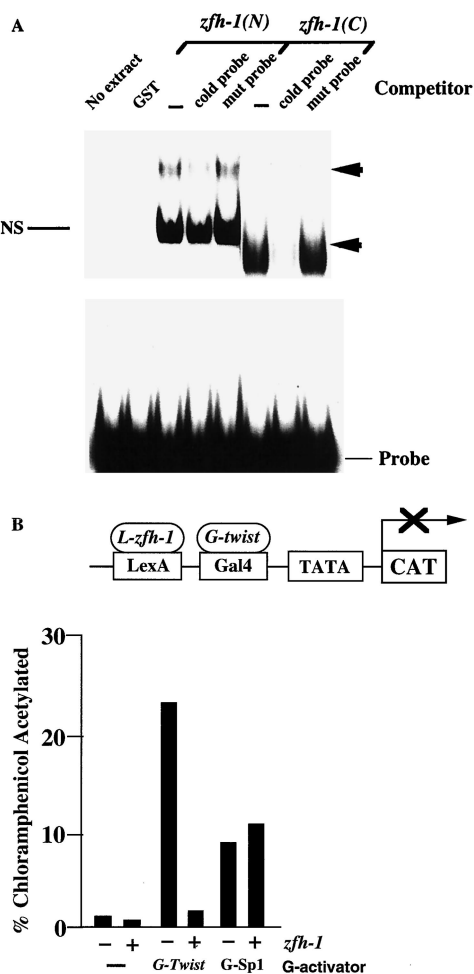 A
zfh-1(N) zfh-1(C)
No extract GST – cold probe mut probe – cold probe mut probe Competitor
NS
Probe
B
L-zfh-1 G-twist
LexA Gal4 TATA CAT
% Chloramphenicol Acetylated
30
20
10
0
– + – + – + zfh-1
– G-Twist G-Sp1 G-activator